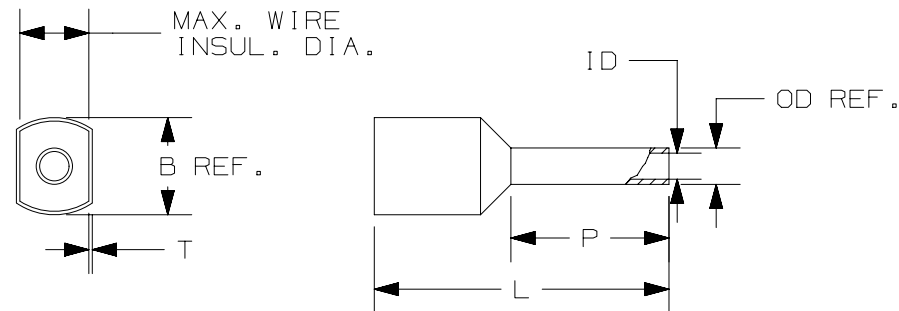 MAX. WIRE
INSUL. DIA.
B REF.
T
ID
OD REF.
P
L